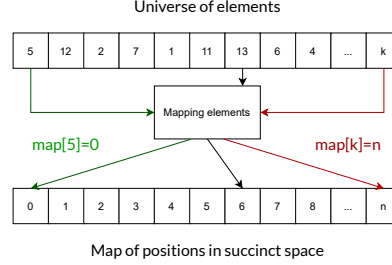 Universe of elements
5 12 2 7 1 11 13 6 4 ... k
Mapping elements
map[5]=0 map[k]=n
0 1 2 3 4 5 6 7 8 ... n
Map of positions in succinct space